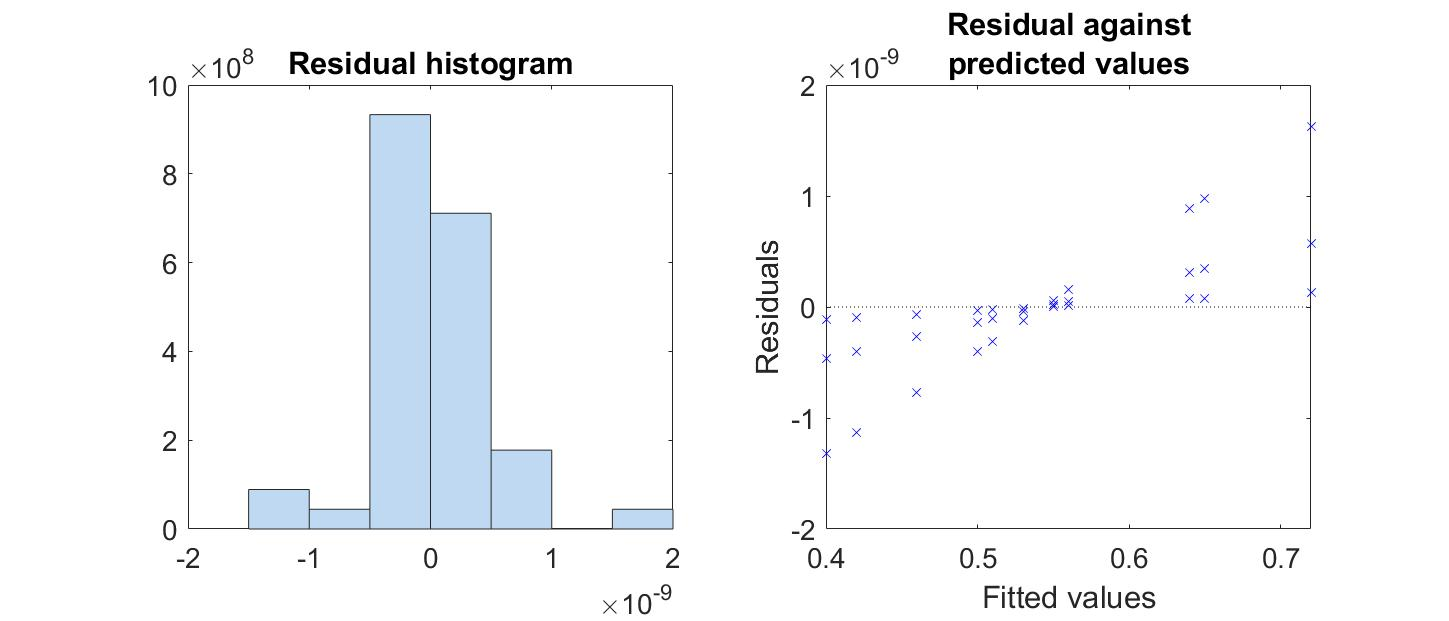 Residual histogram
×10⁸
10
8
6
4
2
0
-2 -1 0 1 2
×10⁻⁹
Residual against
predicted values
×10⁻⁹
2
1
0
-1
-2
Residuals
0.4 0.5 0.6 0.7
Fitted values